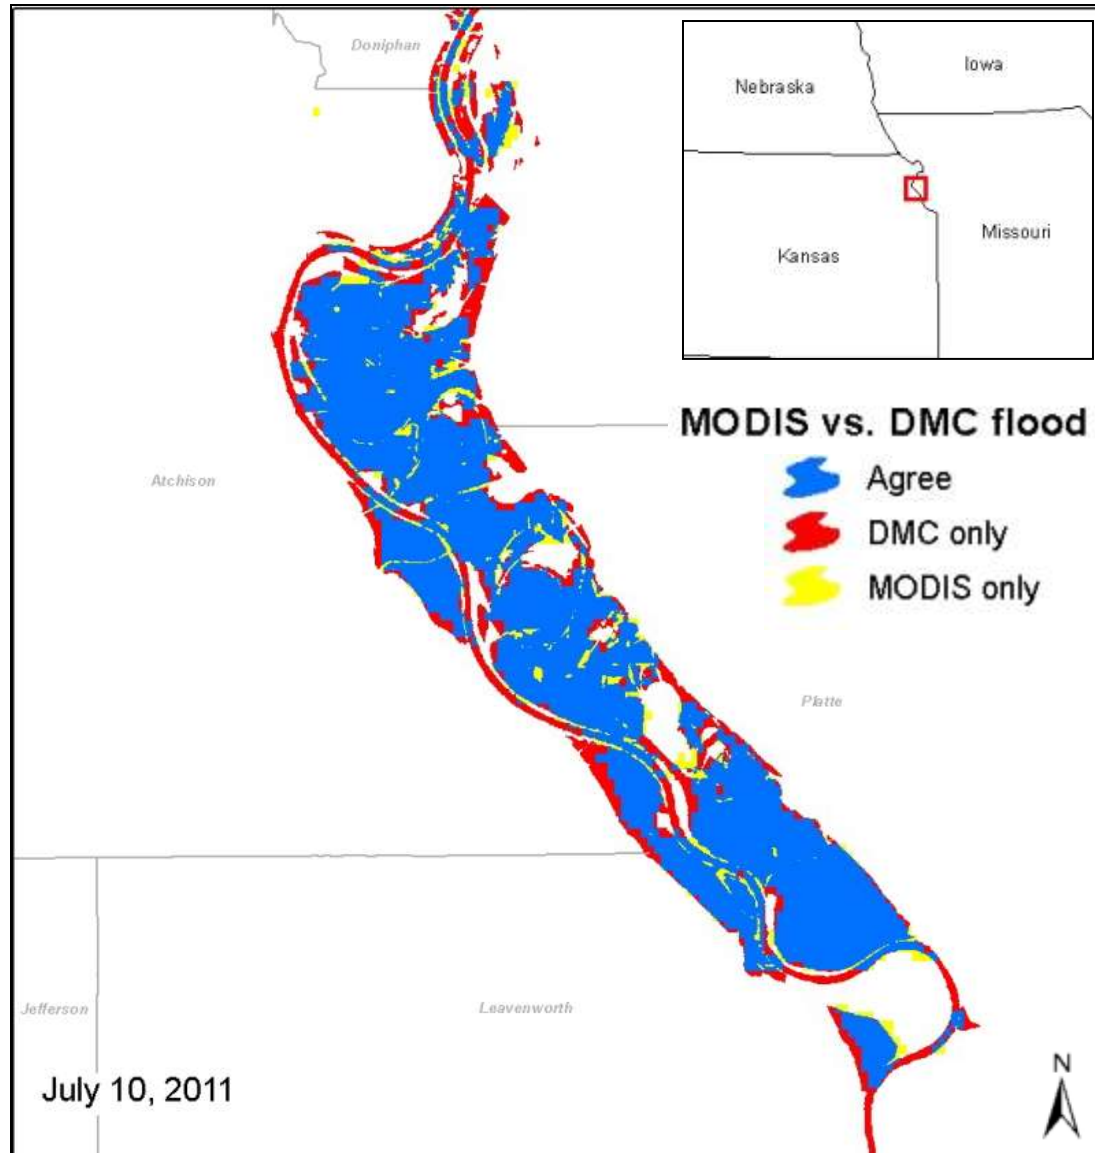 Doniphan
Nebraska
Iowa
Kansas
Missouri
MODIS vs. DMC flood
Agree
DMC only
MODIS only
Atchison
Platte
Jefferson
Leavenworth
July 10, 2011
N